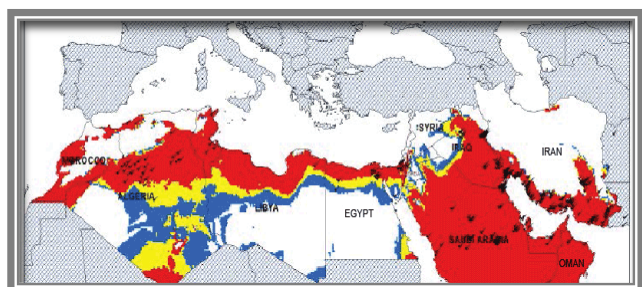 SYRIA
MOROCCO
IRAQ
IRAN
ALGERIA
LIBYA
EGYPT
SAUDI ARABIA
OMAN